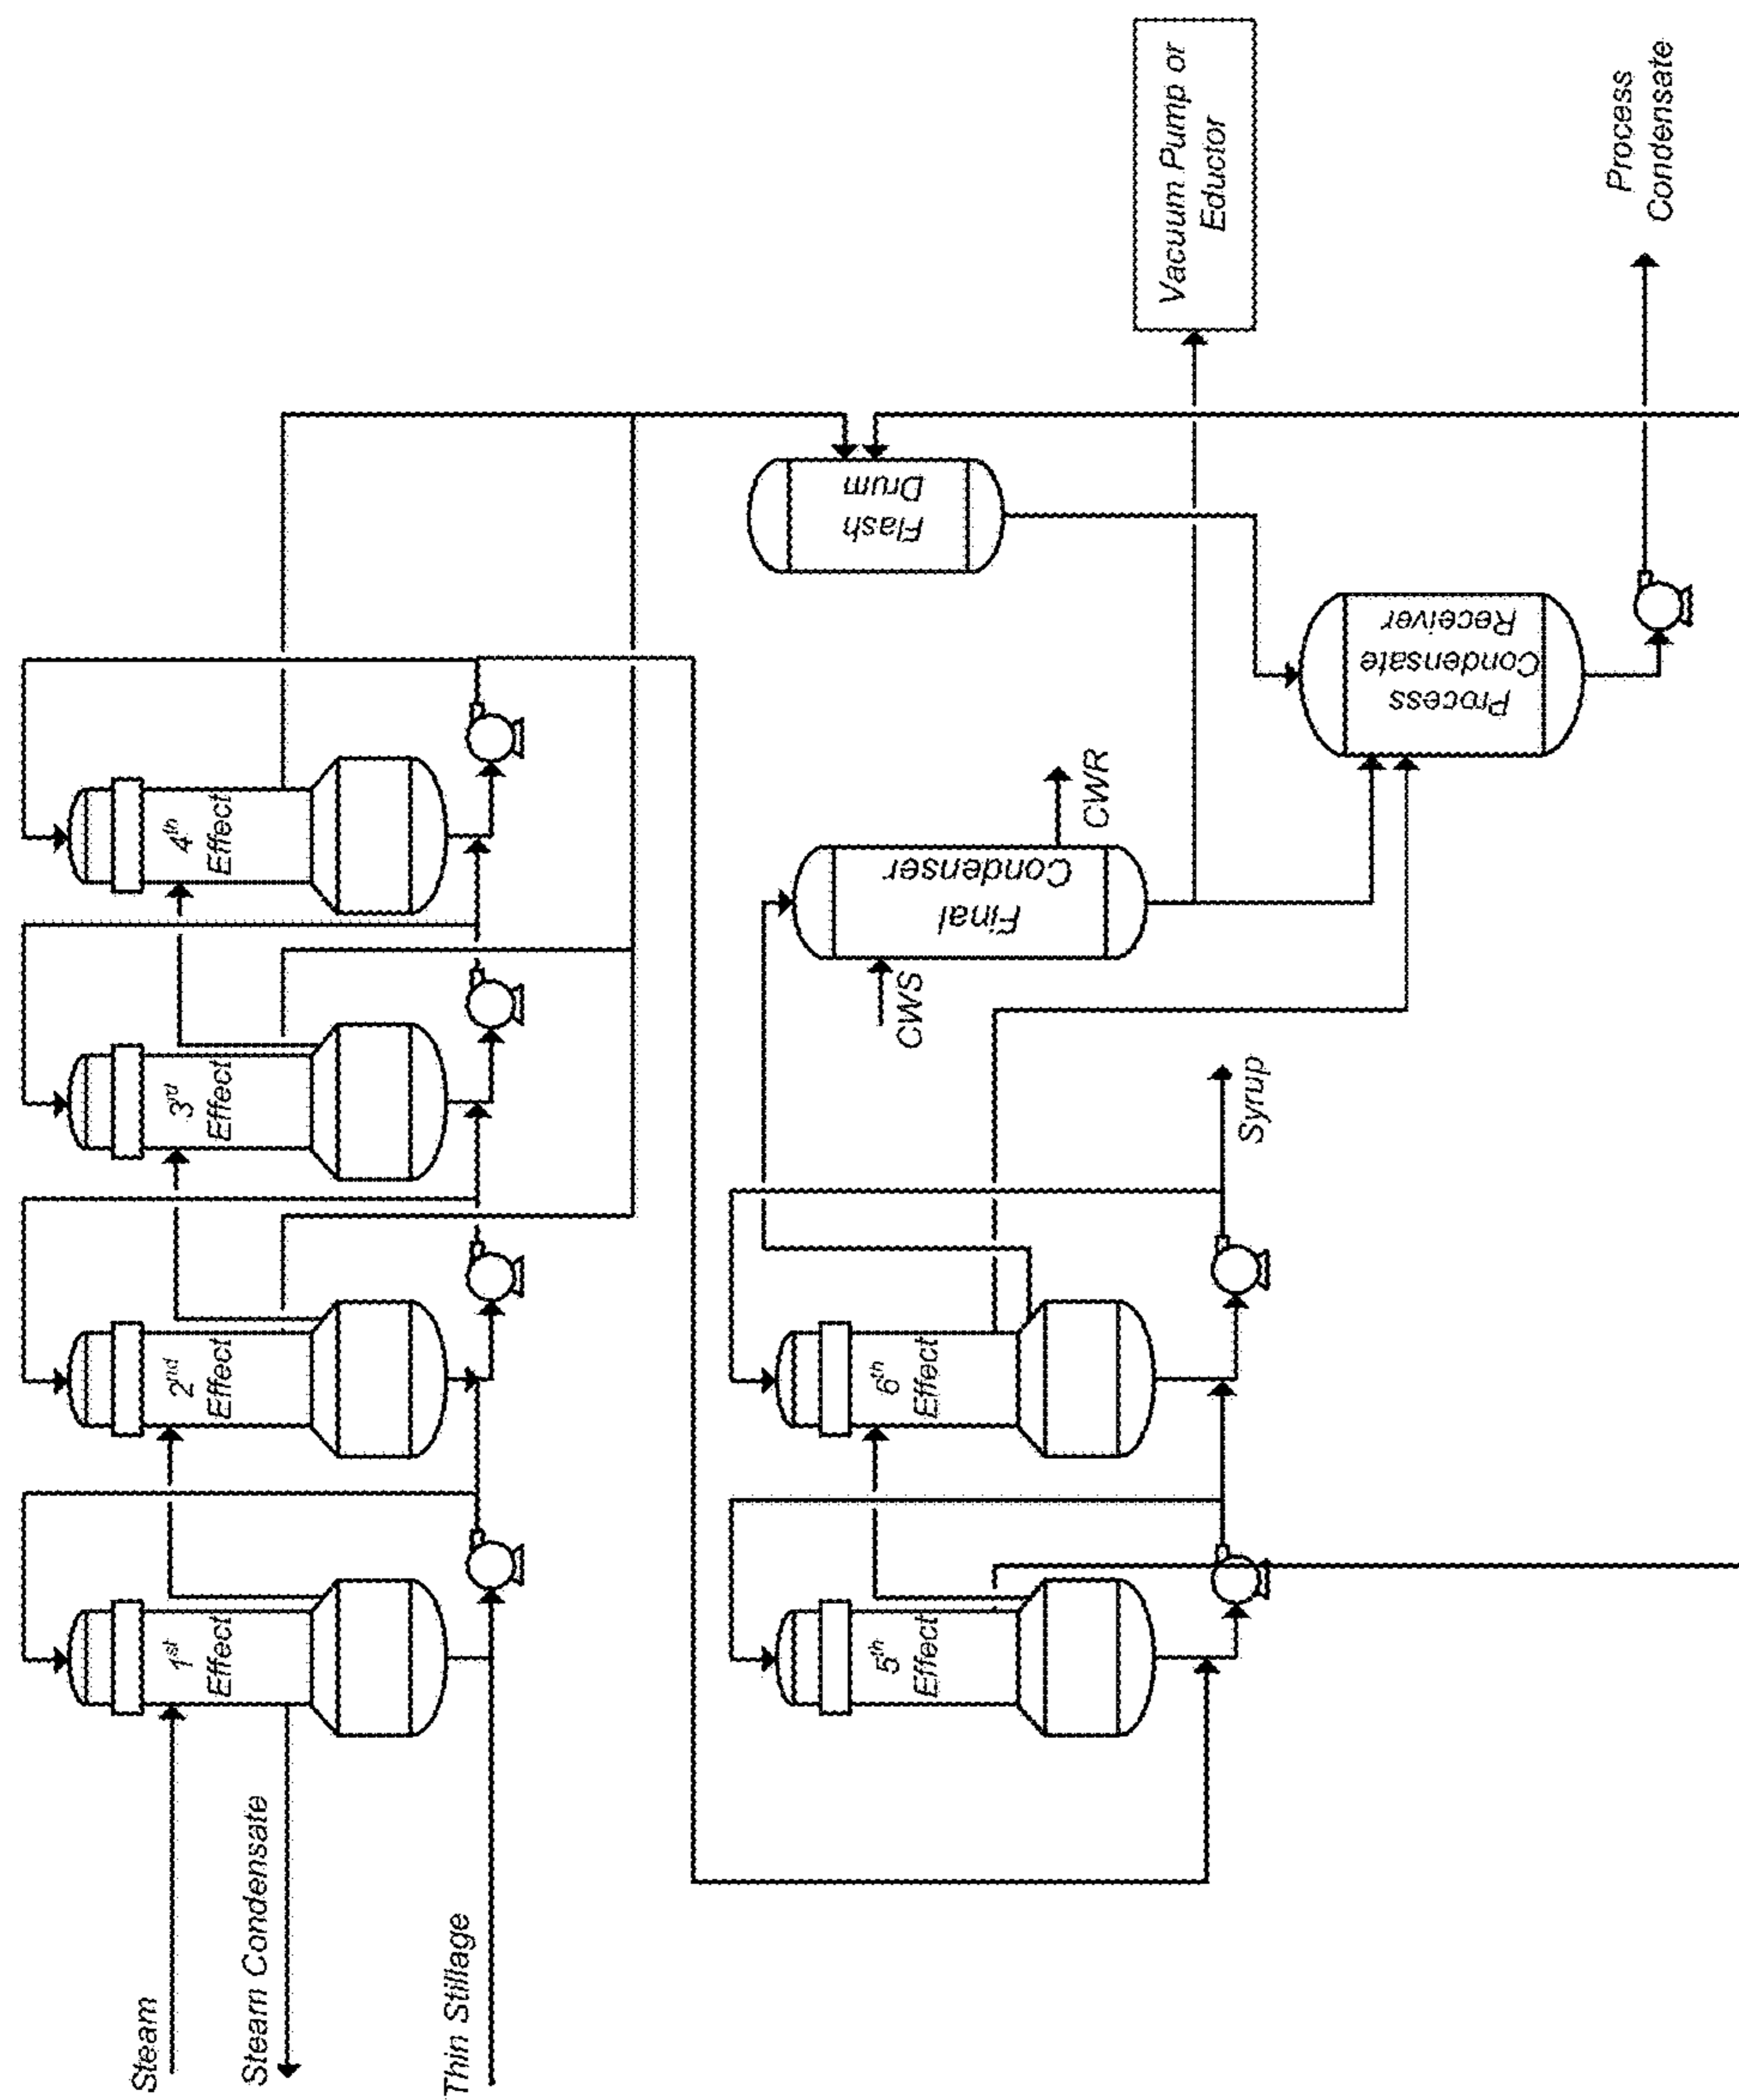 Steam
Steam Condensate
Thin Stillage
1st
Effect
2nd
Effect
3rd
Effect
4th
Effect
5th
Effect
6th
Effect
Syrup
CWS
Final
Condenser
CWR
Flash
Drum
Process
Condensate
Receiver
Vacuum Pump or
Eductor
Process
Condensate